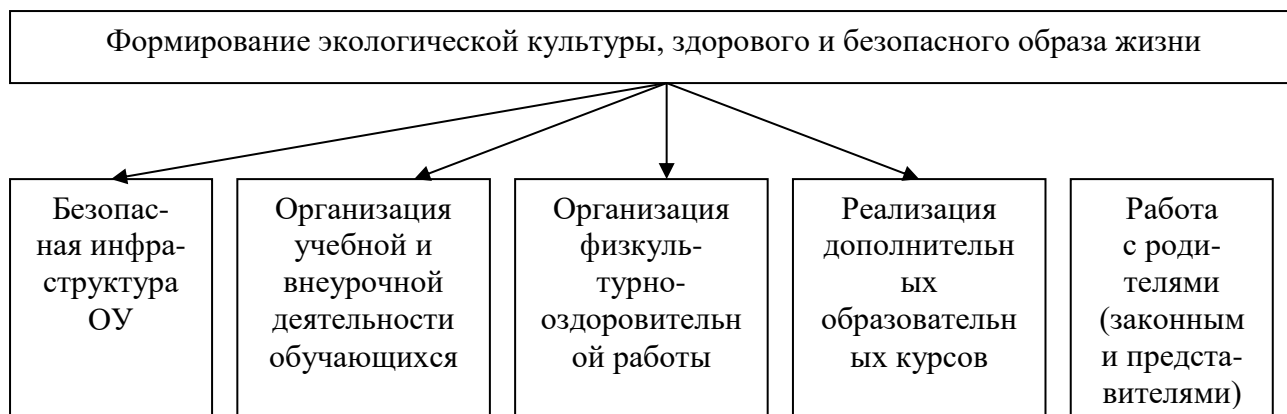 Формирование экологической культуры, здорового и безопасного образа жизни
Безопас-
ная инфра-
структура
ОУ
Организация
учебной и
внеурочной
деятельности
обучающихся
Организация
физкуль-
турно-
оздоровительн
ой работы
Реализация
дополнительн
ых
образовательн
ых курсов
Работа
с роди-
телями
(законным
и предста-
вителями)